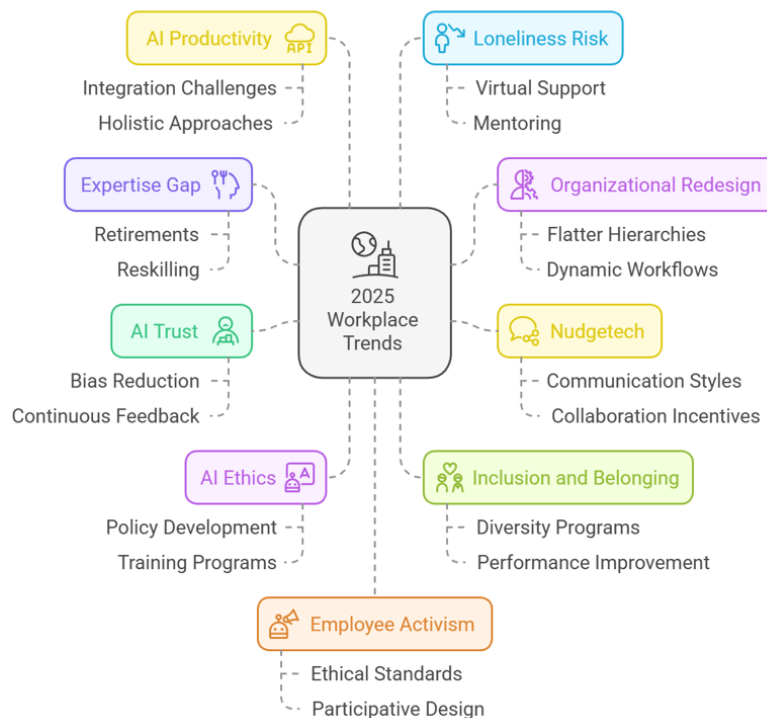 AI Productivity
API
Integration Challenges
Holistic Approaches
Loneliness Risk
Virtual Support
Mentoring
Expertise Gap
Retirements
Reskilling
Organizational Redesign
Flatter Hierarchies
Dynamic Workflows
2025
Workplace
Trends
AI Trust
Bias Reduction
Continuous Feedback
Nudgetech
Communication Styles
Collaboration Incentives
AI Ethics
A
Policy Development
Training Programs
Inclusion and Belonging
Diversity Programs
Performance Improvement
Employee Activism
Ethical Standards
Participative Design